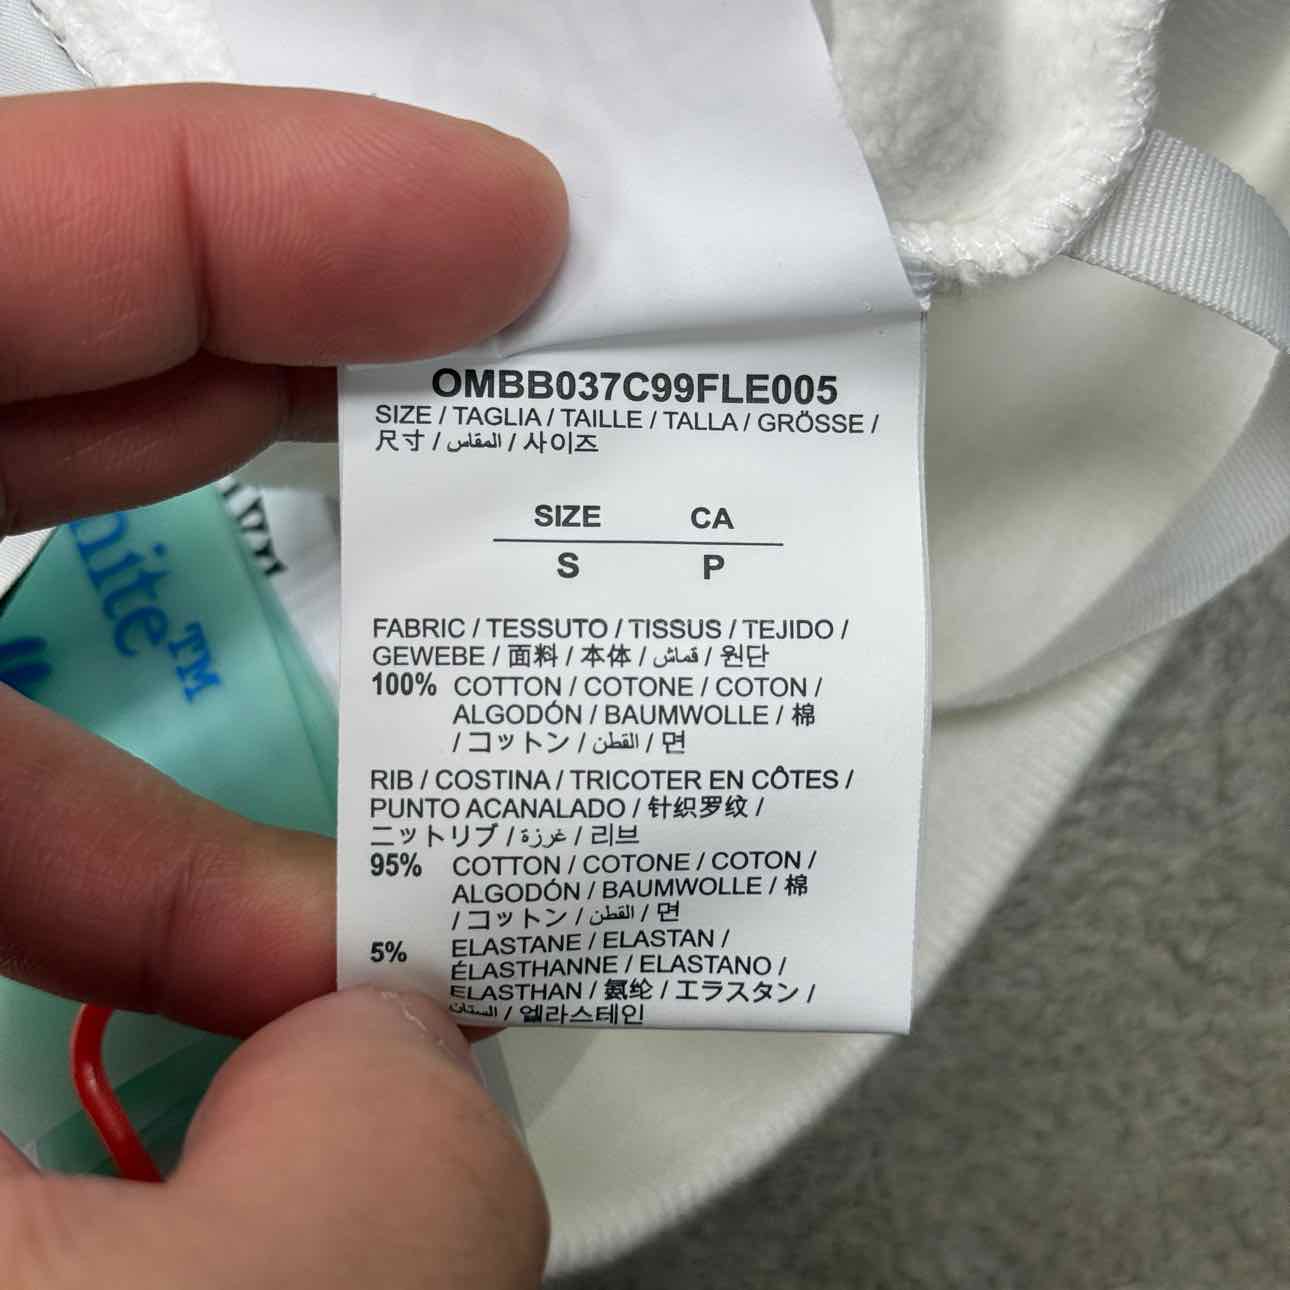 OMBB037C99FLE005
SIZE / TAGLIA / TAILLE / TALLA / GRÖSSE /
尺寸 / المقاس / 사이즈
SIZE CA
S P
FABRIC / TESSUTO / TISSUS / TEJIDO /
GEWEBE / 面料 / 本体 / قماش / 원단
100% COTTON / COTONE / COTON /
ALGODÓN / BAUMWOLLE / 棉
/ コットン / القطن / 면
RIB / COSTINA / TRICOTER EN CÔTES /
PUNTO ACANALADO / 针织罗纹 /
ニットリブ / غرزة / 리브
95% COTTON / COTONE / COTON /
ALGODÓN / BAUMWOLLE / 棉
/ コットン / القطن / 면
5% ELASTANE / ELASTAN /
ÉLASTHANNE / ELASTANO /
ELASTHAN / 氨纶 / エラスタン /
الستان / 엘라스테인
nite™